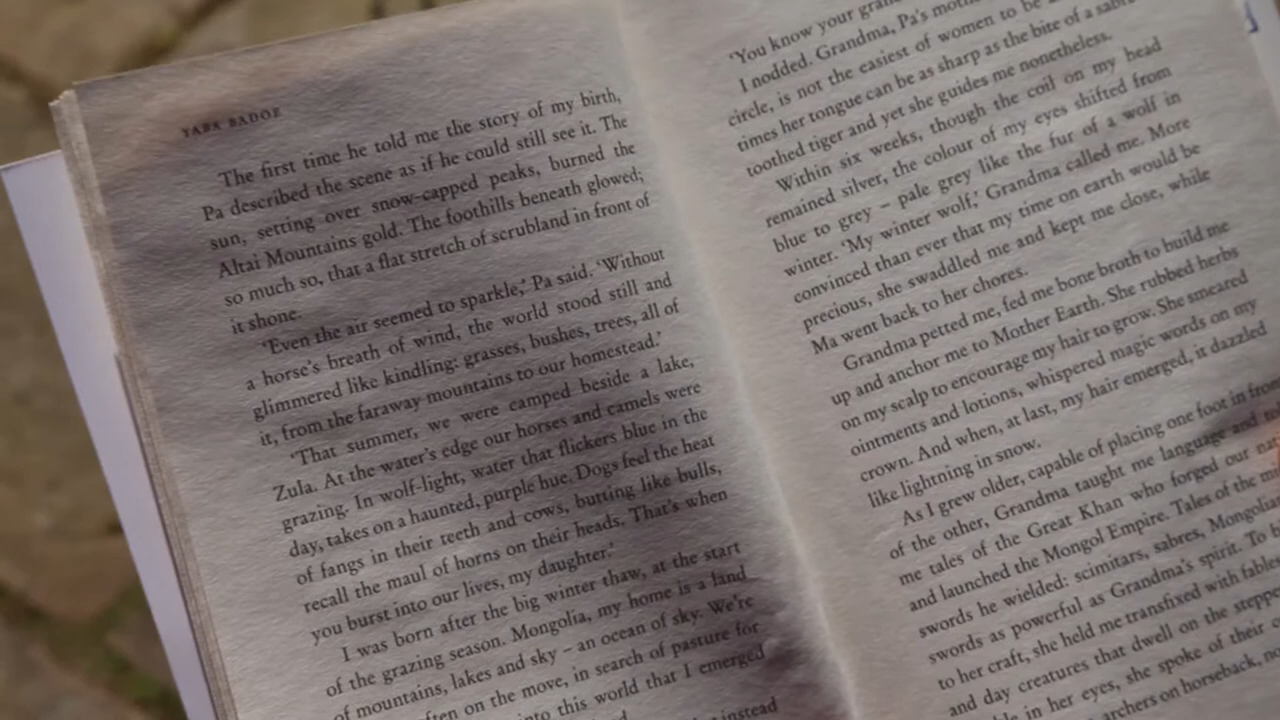 YABA BADOE
The first time he told me the story of my birth,
Pa described the scene as if he could still see it. The
sun, setting over snow-capped peaks, burned the
Altai Mountains gold. The foothills beneath glowed;
so much so, that a flat stretch of scrubland in front of
it shone.
'Even the air seemed to sparkle,' Pa said. 'Without
a horse's breath of wind, the world stood still and
glimmered like kindling: grasses, bushes, trees, all of
it, from the faraway mountains to our homestead.'
'That summer, we were camped beside a lake,
Zula. At the water's edge our horses and camels were
grazing. In wolf-light, water that flickers blue in the
day, takes on a haunted, purple hue. Dogs feel the heat
of fangs in their teeth and cows, butting like bulls,
recall the maul of horns on their heads. That's when
you burst into our lives, my daughter.'
I was born after the big winter thaw, at the start
of the grazing season. Mongolia, my home is a land
of mountains, lakes and sky – an ocean of sky. We're
often on the move, in search of pasture for
into this world that I emerged
instead
'You know your
I nodded. Grandma, Pa's
circle, is not the easiest of women to be
times her tongue can be as sharp as the bite of a
toothed tiger and yet she guides me nonetheless.
Within six weeks, though the coil on my head
remained silver, the colour of my eyes shifted from
blue to grey – pale grey like the fur of a wolf in
winter. 'My winter wolf,' Grandma called me. More
convinced than ever that my time on earth would be
precious, she swaddled me and kept me close, while
Ma went back to her chores.
Grandma petted me, fed me bone broth to build me
up and anchor me to Mother Earth. She rubbed herbs
on my scalp to encourage my hair to grow. She smeared
ointments and lotions, whispered magic words on my
crown. And when, at last, my hair emerged, it dazzled
like lightning in snow.
As I grew older, capable of placing one foot in
of the other, Grandma taught me language and
me tales of the Great Khan who forged our
and launched the Mongol Empire. Tales of the
swords he wielded: scimitars, sabres,
swords as powerful as Grandma's spirit. To
to her craft, she held me transfixed with
and day creatures that dwell on the
in her eyes, she spoke of their
on horseback,